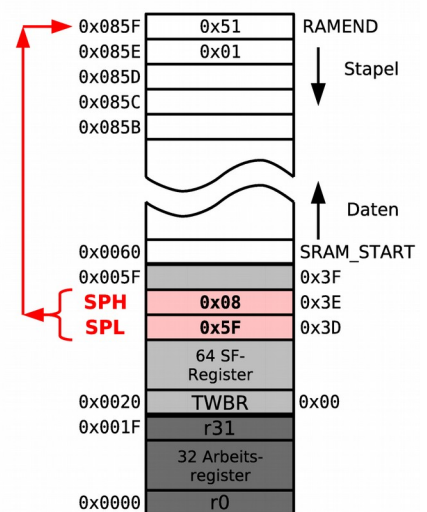 0x085F 0x51 RAMEND
0x085E 0x01
0x085D Stapel
0x085C
0x085B
Daten
0x0060 SRAM_START
0x005F 0x3F
SPH 0x08 0x3E
SPL 0x5F 0x3D
64 SF-
Register
0x0020 TWBR 0x00
0x001F r31
32 Arbeits-
register
0x0000 r0